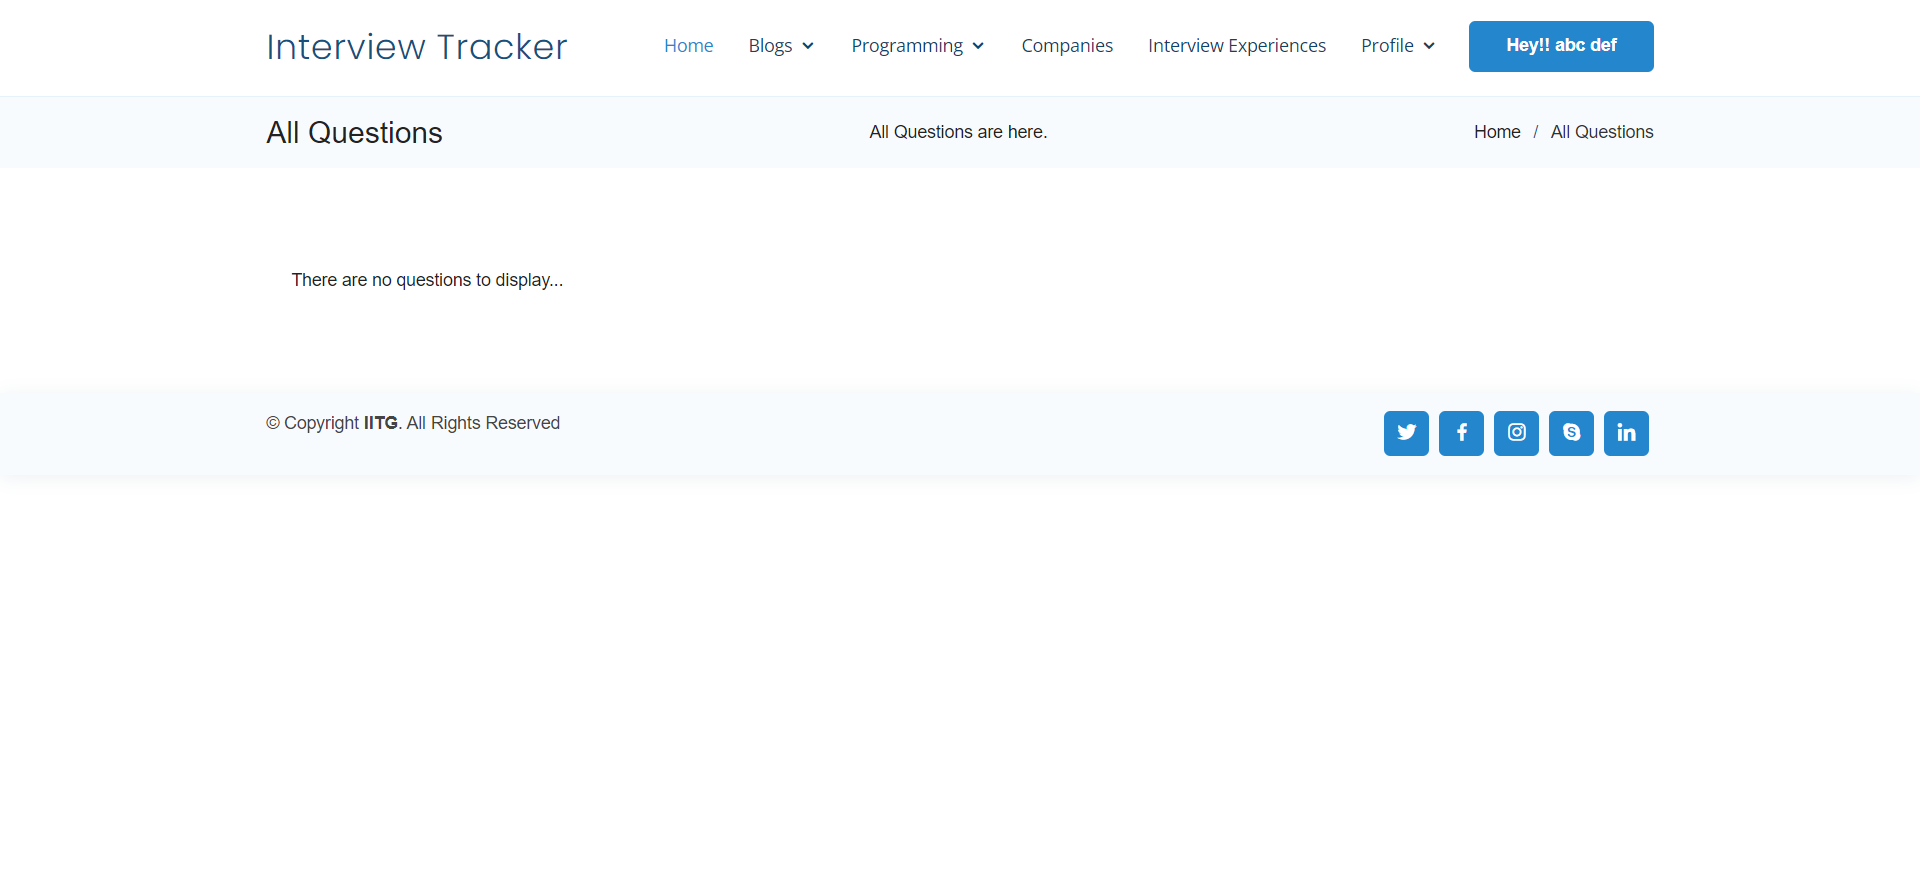 Interview Tracker
Home Blogs Programming Companies Interview Experiences Profile Hey!! abc def
All Questions All Questions are here. Home / All Questions
There are no questions to display...
© Copyright IITG. All Rights Reserved